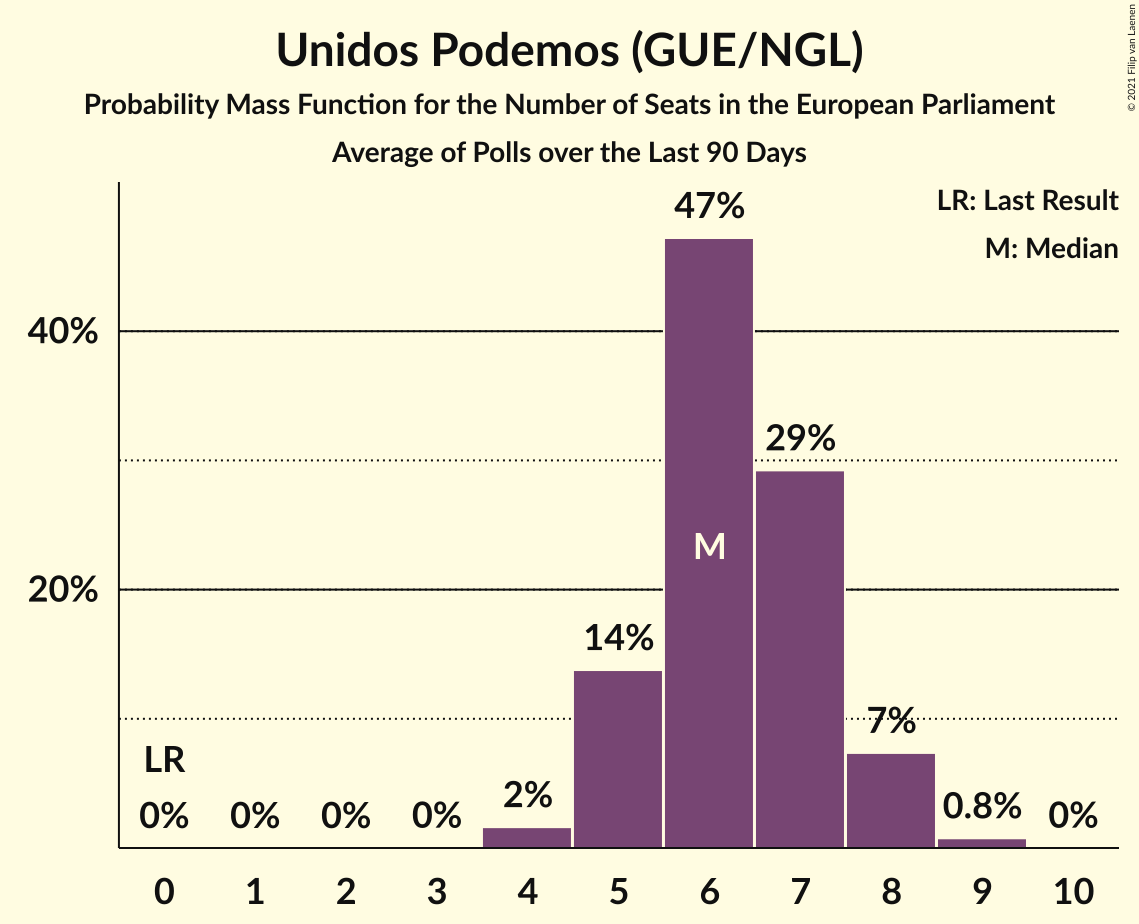 Unidos Podemos (GUE/NGL)
Probability Mass Function for the Number of Seats in the European Parliament
Average of Polls over the Last 90 Days
© 2021 Filip van Laenen
LR: Last Result
M: Median
47%
40%
29%
M
20%
14%
7%
LR
2%
0.8%
0% 0% 0% 0% 0%
0 1 2 3 4 5 6 7 8 9 10